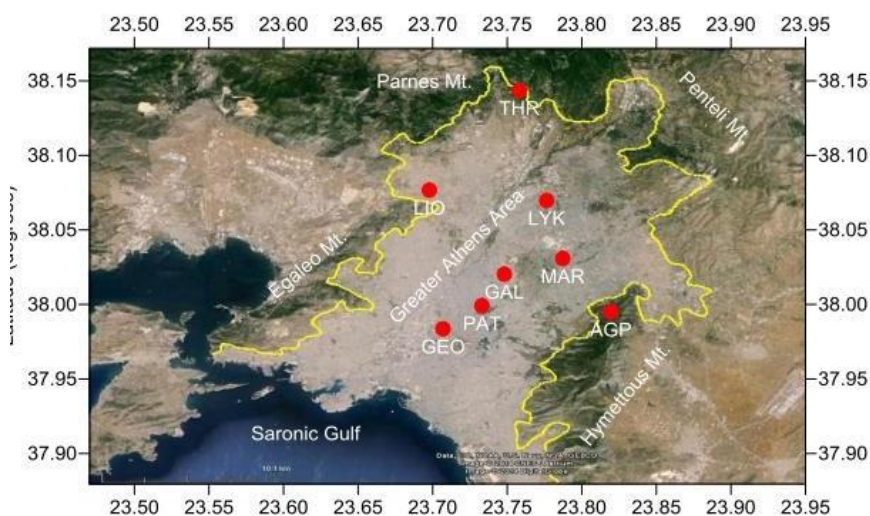 23.50 23.55 23.60 23.65 23.70 23.75 23.80 23.85 23.90 23.95
38.15 38.15
38.10 38.10
38.05 38.05
38.00 38.00
37.95 37.95
37.90 37.90
Parnes Mt.
THR
Penteli Mt.
LIO
LYK
Greater Athens Area
Egaleo Mt.
MAR
GAL
PAT
GEO
AGP
Hymettous Mt.
Saronic Gulf
10.1 km
23.50 23.55 23.60 23.65 23.70 23.75 23.80 23.85 23.90 23.95